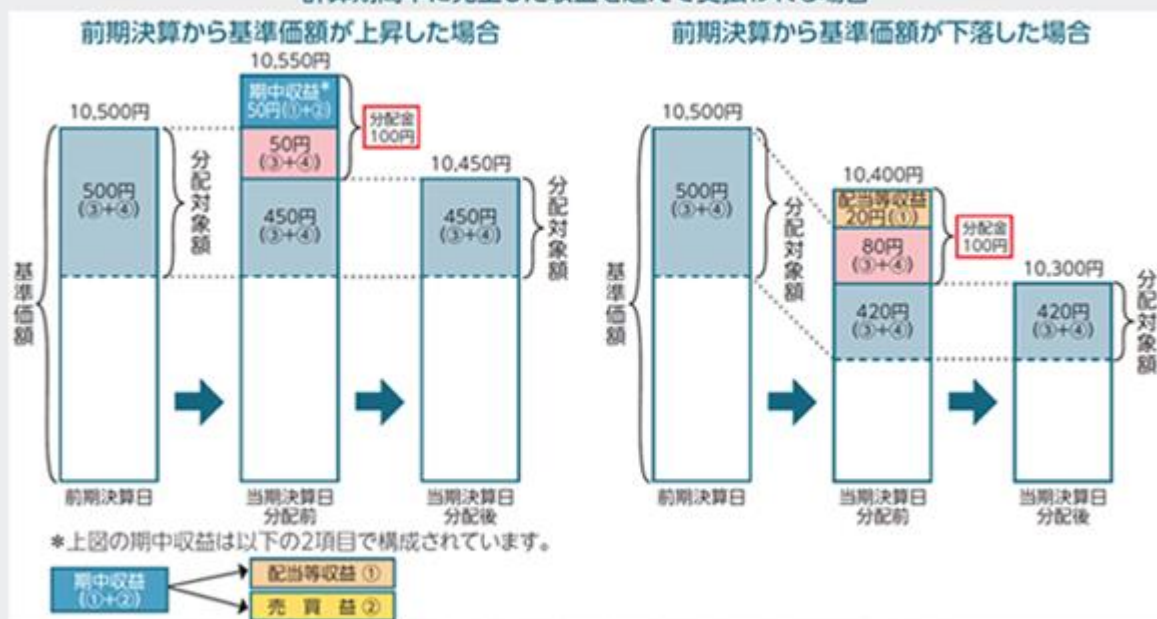 前期決算から基準価額が上昇した場合
10,500円
500円
(③+④)
分配対象額
基準価額
10,550円
期中収益*
50円(①+②)
50円
(③+④)
450円
(③+④)
分配金
100円
10,450円
450円
(③+④)
分配対象額
前期決算日
当期決算日
分配前
当期決算日
分配後
前期決算から基準価額が下落した場合
10,500円
500円
(③+④)
分配対象額
基準価額
10,400円
配当等収益
20円(①)
80円
(③+④)
420円
(③+④)
分配金
100円
10,300円
420円
(③+④)
分配対象額
前期決算日
当期決算日
分配前
当期決算日
分配後
*上図の期中収益は以下の2項目で構成されています。
期中収益
(①+②)
配当等収益 ①
売 買 益 ②